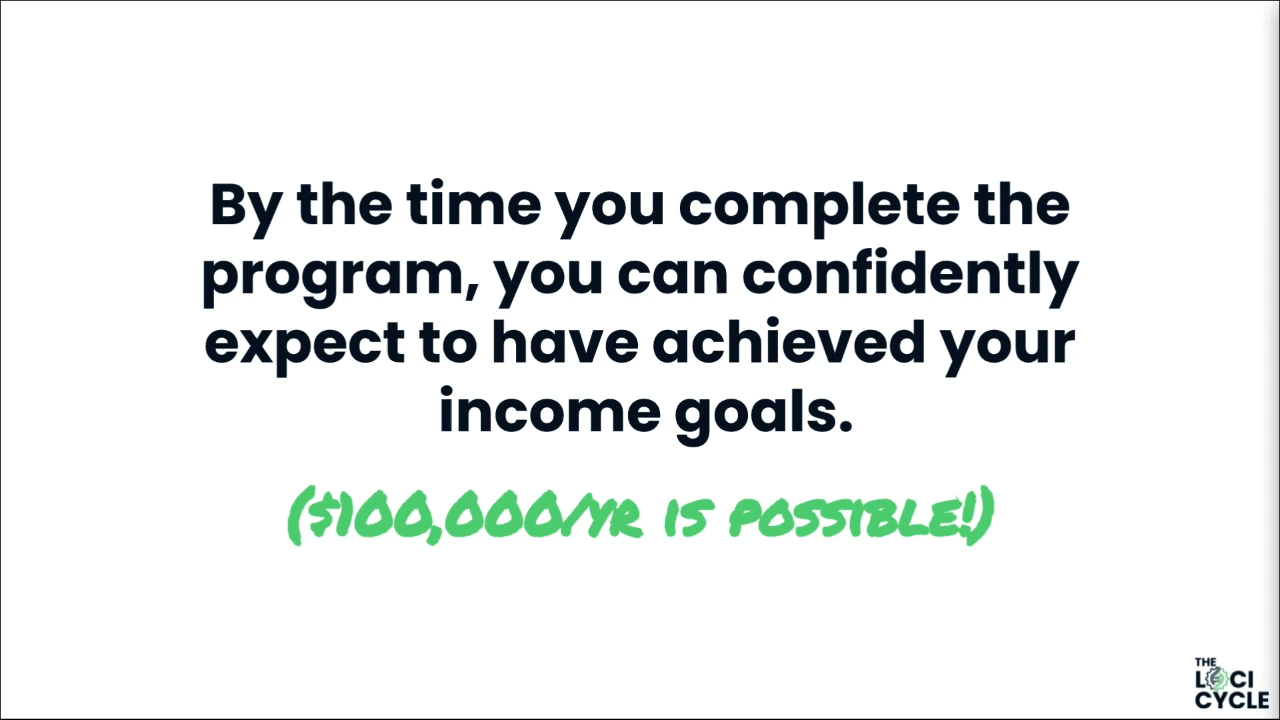 By the time you complete the
program, you can confidently
expect to have achieved your
income goals.
($100,000/YR IS POSSIBLE!)
THE
LOCI
CYCLE